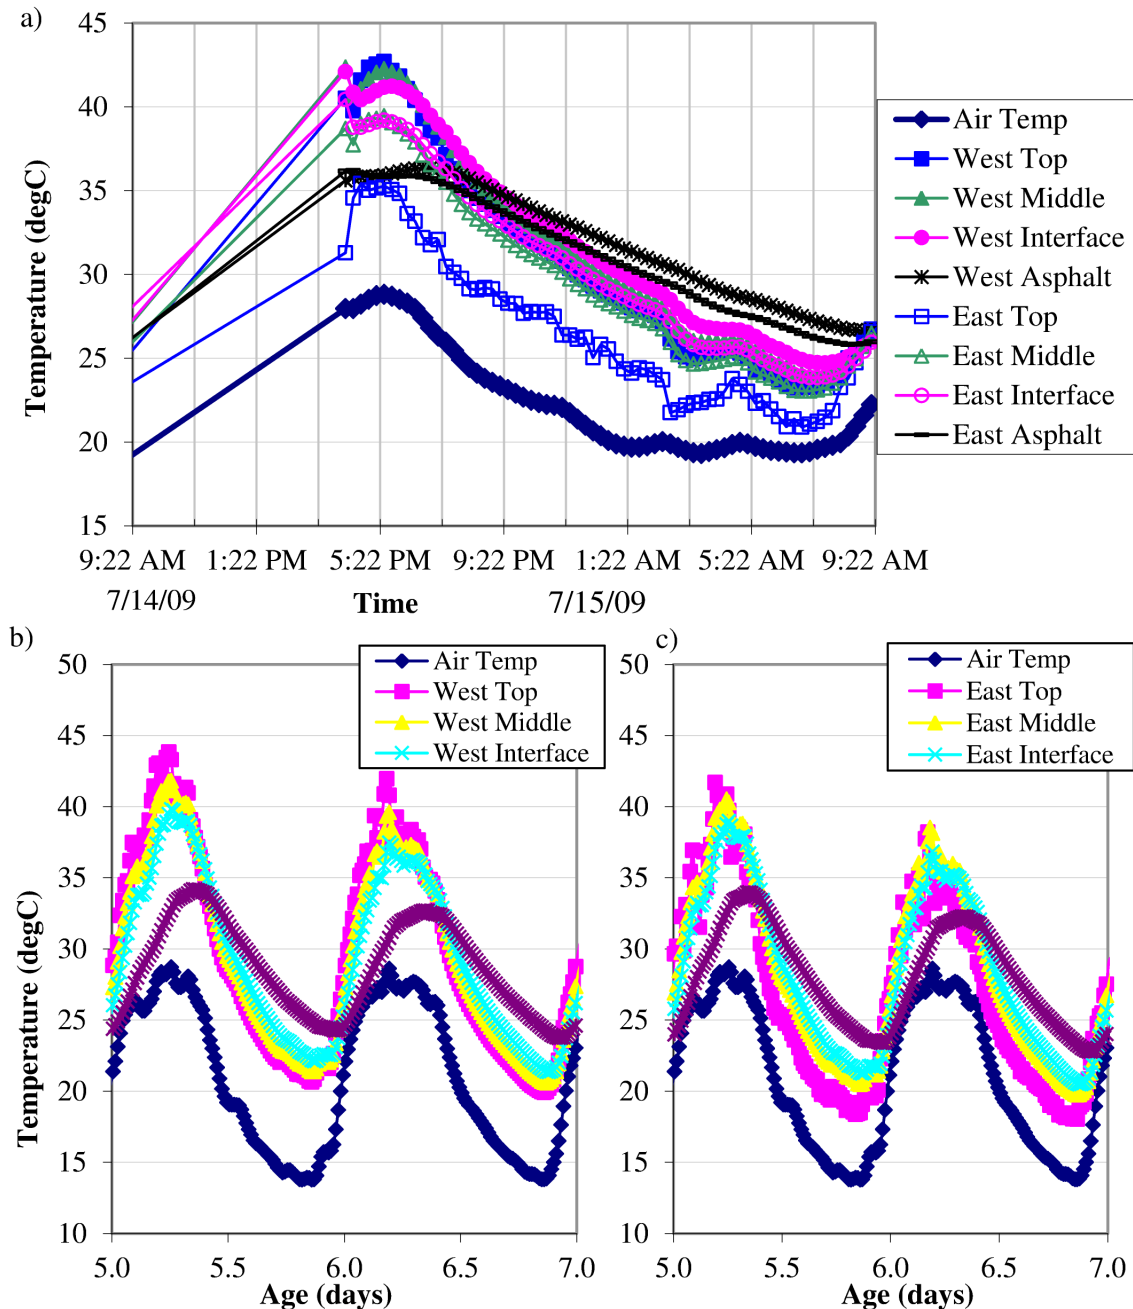 a)
45
40
35
30
25
20
15
Temperature (degC)
Air Temp
West Top
West Middle
West Interface
West Asphalt
East Top
East Middle
East Interface
East Asphalt
9:22 AM 1:22 PM 5:22 PM 9:22 PM 1:22 AM 5:22 AM 9:22 AM
7/14/09 Time 7/15/09
b)
50
45
40
35
30
25
20
15
10
Temperature (degC)
Air Temp
West Top
West Middle
West Interface
5.0 5.5 6.0 6.5 7.0
Age (days)
c)
50
45
40
35
30
25
20
15
10
Temperature (degC)
Air Temp
East Top
East Middle
East Interface
5.0 5.5 6.0 6.5 7.0
Age (days)